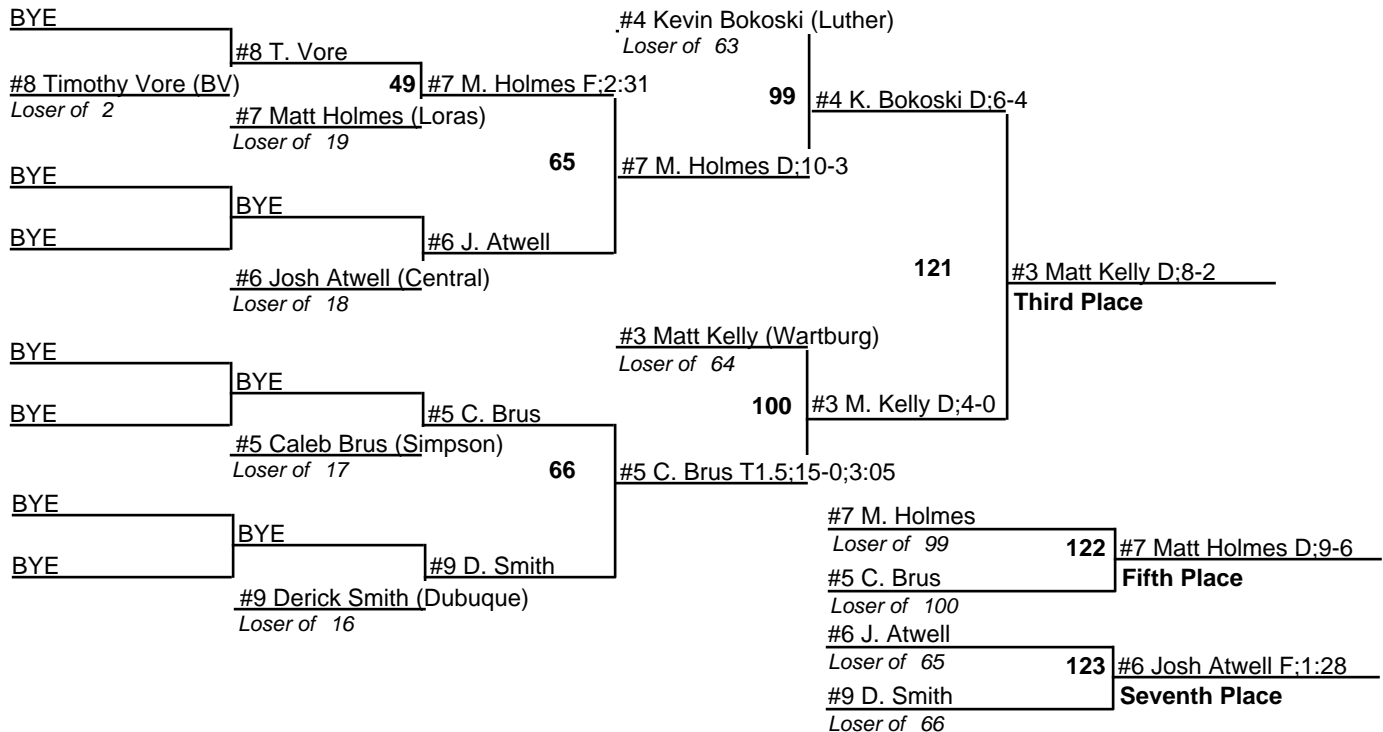 BYE
#8 T. Vore
#8 Timothy Vore (BV)
Loser of 2
49
#7 M. Holmes F;2:31
#7 Matt Holmes (Loras)
Loser of 19
BYE
BYE
BYE
#6 J. Atwell
#6 Josh Atwell (Central)
Loser of 18
65
#7 M. Holmes D;10-3
#4 Kevin Bokoski (Luther)
Loser of 63
99
#4 K. Bokoski D;6-4
BYE
BYE
BYE
#5 C. Brus
#5 Caleb Brus (Simpson)
Loser of 17
66
#5 C. Brus T1.5;15-0;3:05
BYE
BYE
BYE
#9 D. Smith
#9 Derick Smith (Dubuque)
Loser of 16
#3 Matt Kelly (Wartburg)
Loser of 64
100
#3 M. Kelly D;4-0
121
#3 Matt Kelly D;8-2
Third Place
#7 M. Holmes
Loser of 99
122
#7 Matt Holmes D;9-6
#5 C. Brus
Fifth Place
Loser of 100
#6 J. Atwell
Loser of 65
123
#6 Josh Atwell F;1:28
#9 D. Smith
Seventh Place
Loser of 66